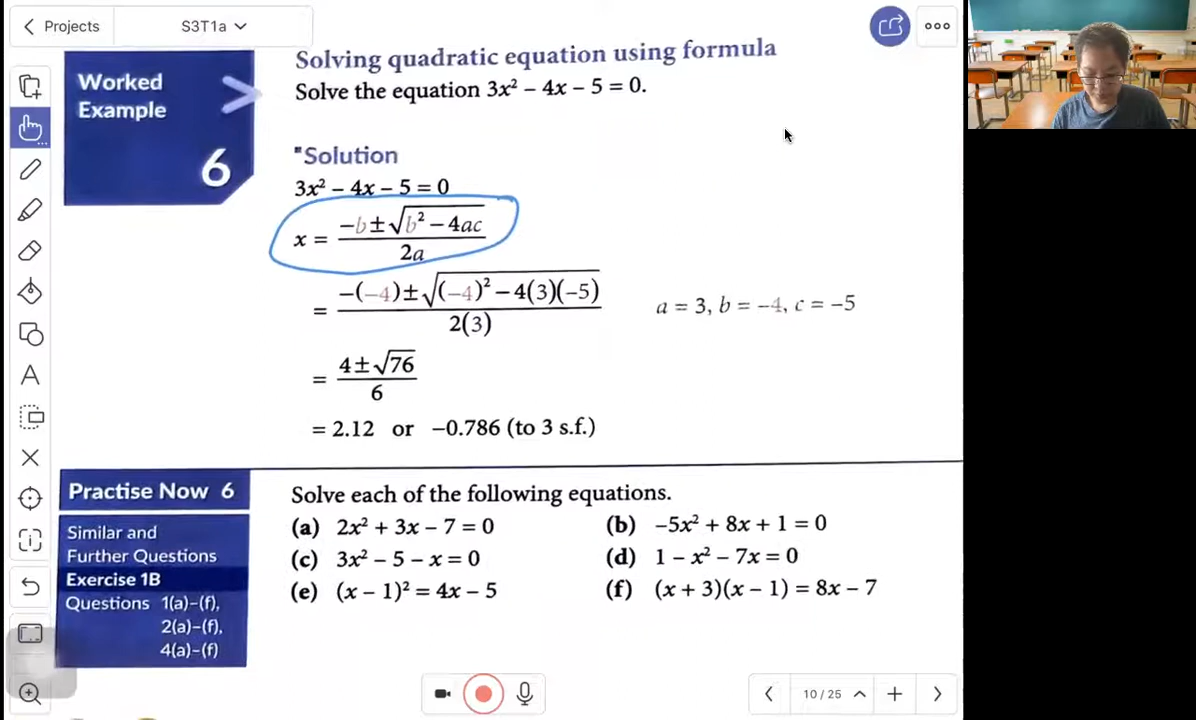 Projects
S3T1a
Worked
Example
6
Solving quadratic equation using formula
Solve the equation 3x² − 4x − 5 = 0.
"Solution
3x² − 4x − 5 = 0
x = (−b ± √(b² − 4ac)) / 2a
= (−(−4) ± √((−4)² − 4(3)(−5))) / 2(3)
a = 3, b = −4, c = −5
= (4 ± √76) / 6
= 2.12 or −0.786 (to 3 s.f.)
Practise Now 6
Similar and
Further Questions
Exercise 1B
Questions 1(a)–(f),
2(a)–(f),
4(a)–(f)
Solve each of the following equations.
(a) 2x² + 3x − 7 = 0
(b) −5x² + 8x + 1 = 0
(c) 3x² − 5 − x = 0
(d) 1 − x² − 7x = 0
(e) (x − 1)² = 4x − 5
(f) (x + 3)(x − 1) = 8x − 7
10 / 25